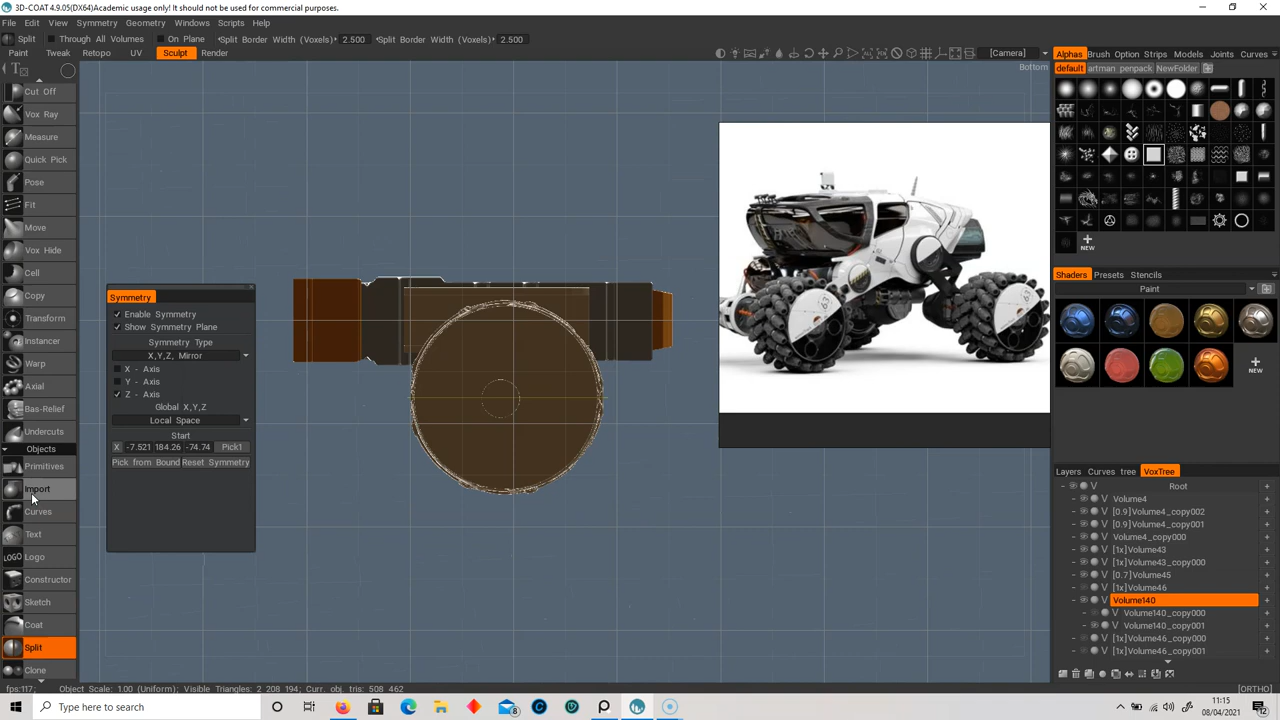 3D-COAT 4.9.05(DX64)Academic usage only! It should not be used for commercial purposes.
File Edit View Symmetry Geometry Windows Scripts Help
Split Through All Volumes On Plane Split Border Width (Voxels) 2.500 Split Border Width (Voxels) 2.500
Paint Tweak Retopo UV Sculpt Render [Camera] Alphas Brush Option Strips Models Joints Curves
Bottom default artman penpack NewFolder
Cut Off
Vox Ray
Measure
Quick Pick
Pose
Fit
Move
Vox Hide
Cell
Copy
Transform
Instancer
Warp
Axial
Bas-Relief
Undercuts
Objects
Primitives
Import
Curves
Text
LOGO Logo
Constructor
Sketch
Coat
Split
Clone
Symmetry
Enable Symmetry
Show Symmetry Plane
Symmetry Type
X,Y,Z, Mirror
X - Axis
Y - Axis
Z - Axis
Global X,Y,Z
Local Space
Start
X -7.521 184.26 -74.74 Pick1
Pick from Bound Reset Symmetry
NEW
Shaders Presets Stencils
Paint
NEW
Layers Curves tree VoxTree
V Root
V Volume4
V [0.9]Volume4_copy002
V [0.9]Volume4_copy001
V Volume4_copy000
V [1x]Volume43
V [1x]Volume43_copy000
V [0.7]Volume45
V [1x]Volume46
V Volume140
V Volume140_copy000
V Volume140_copy001
V [1x]Volume46_copy000
V [1x]Volume46_copy001
fps:117; Object Scale: 1.00 (Uniform); Visible Triangles: 2 208 194; Curr. obj. tris: 508 462 [ORTHO]
Type here to search
8
11:15
08/04/2021
12